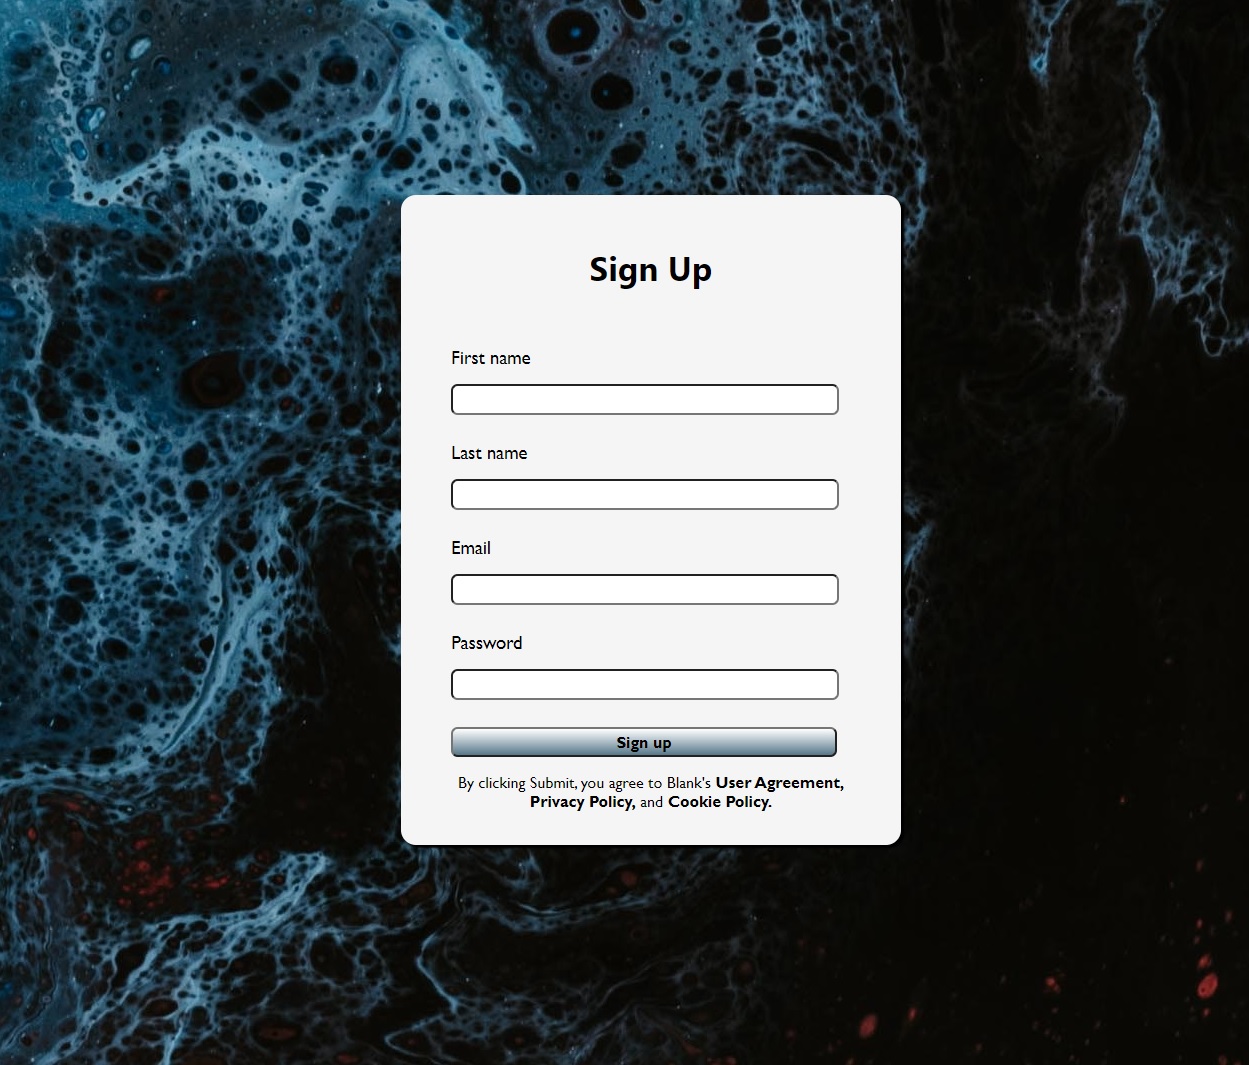 Sign Up
First name
Last name
Email
Password
Sign up
By clicking Submit, you agree to Blank's User Agreement,
Privacy Policy, and Cookie Policy.